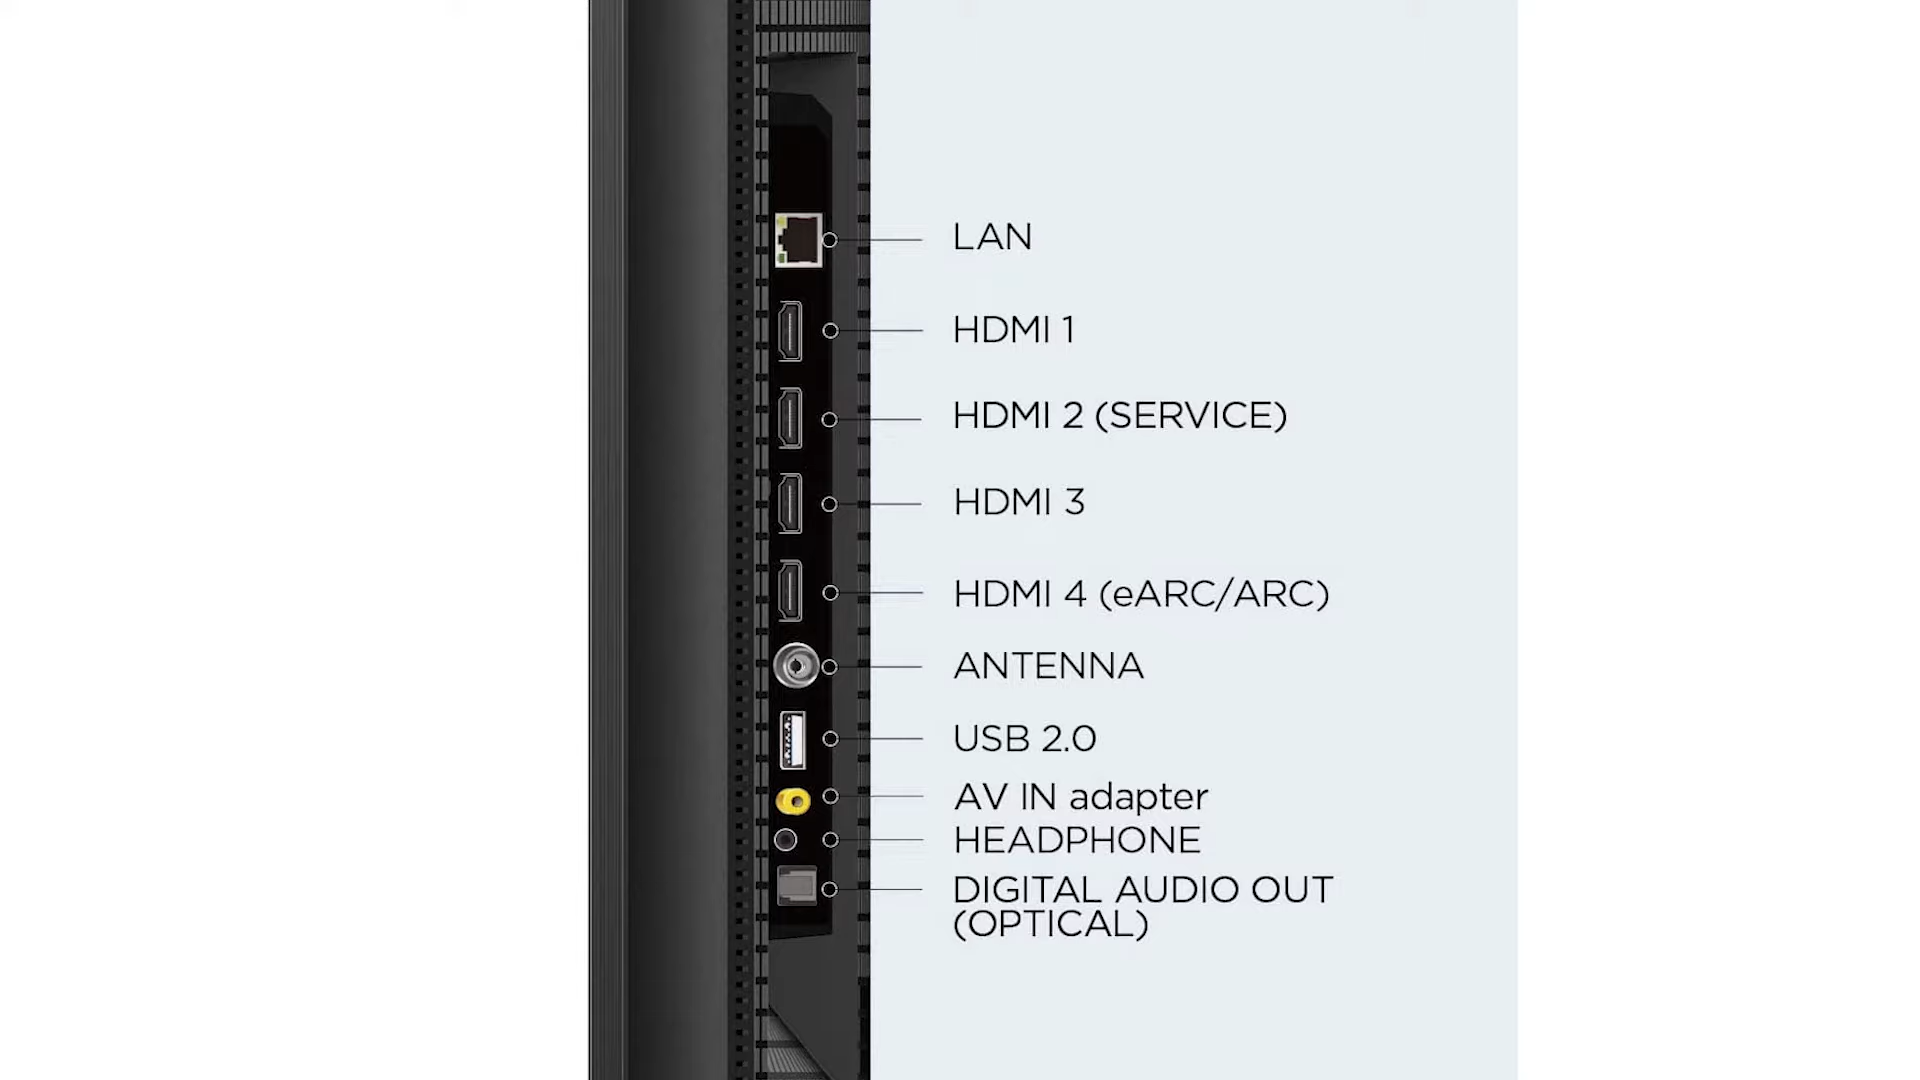 LAN
HDMI 1
HDMI 2 (SERVICE)
HDMI 3
HDMI 4 (eARC/ARC)
ANTENNA
USB 2.0
AV IN adapter
HEADPHONE
DIGITAL AUDIO OUT
(OPTICAL)